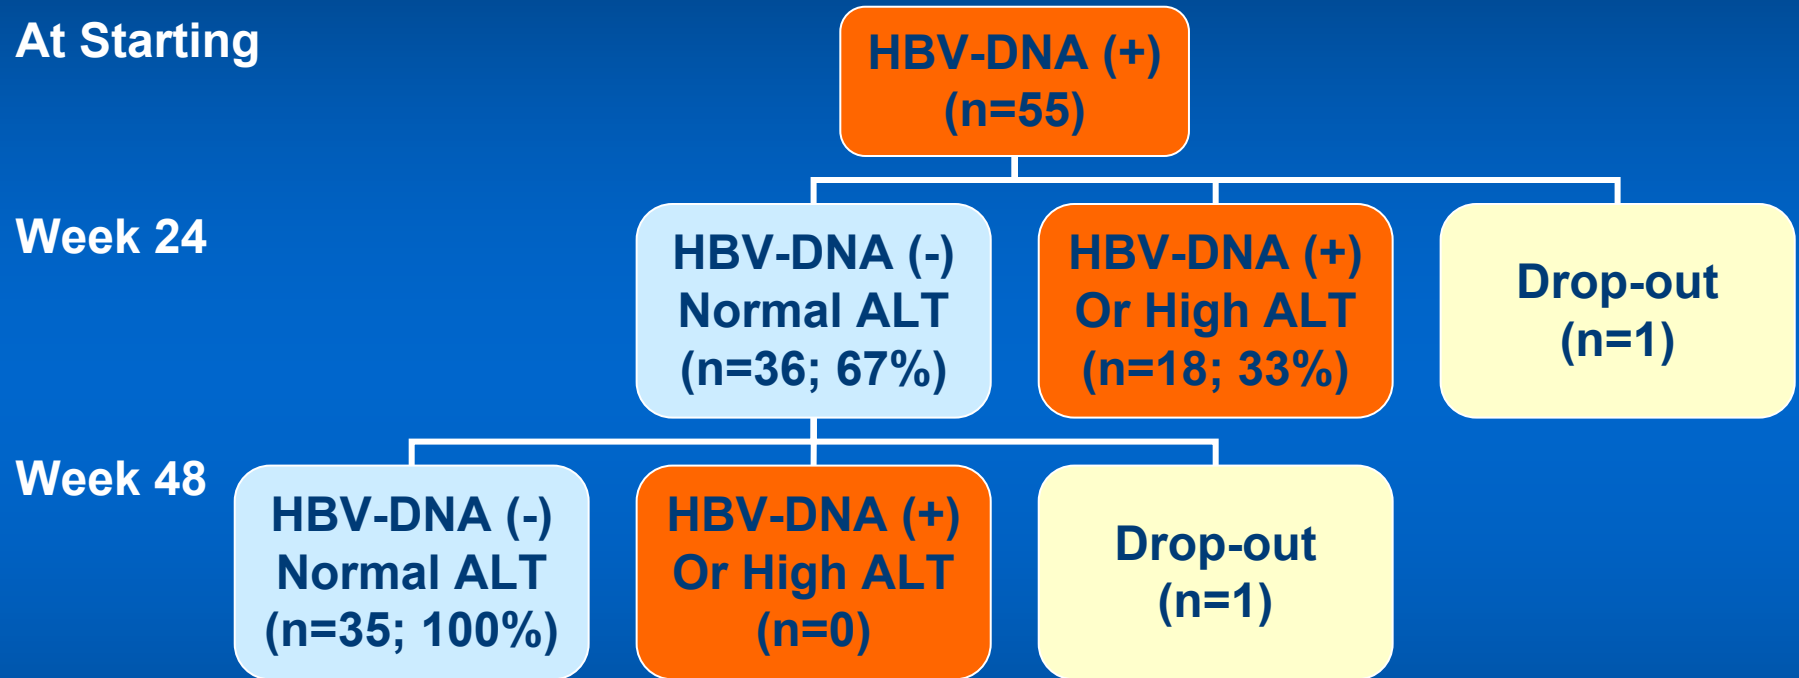 At Starting
HBV-DNA (+)
(n=55)
Week 24
HBV-DNA (-)
Normal ALT
(n=36; 67%)
HBV-DNA (+)
Or High ALT
(n=18; 33%)
Drop-out
(n=1)
Week 48
HBV-DNA (-)
Normal ALT
(n=35; 100%)
HBV-DNA (+)
Or High ALT
(n=0)
Drop-out
(n=1)